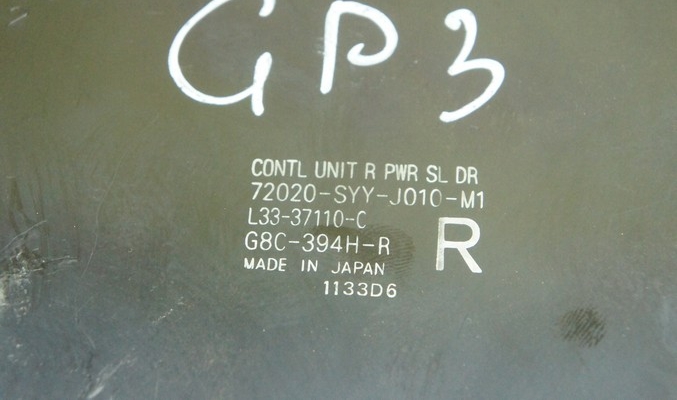 GP3
CONTL UNIT R PWR SL DR
72020-SYY-J010-M1
L33-37110-C
G8C-394H-R
R
MADE IN JAPAN
1133D6